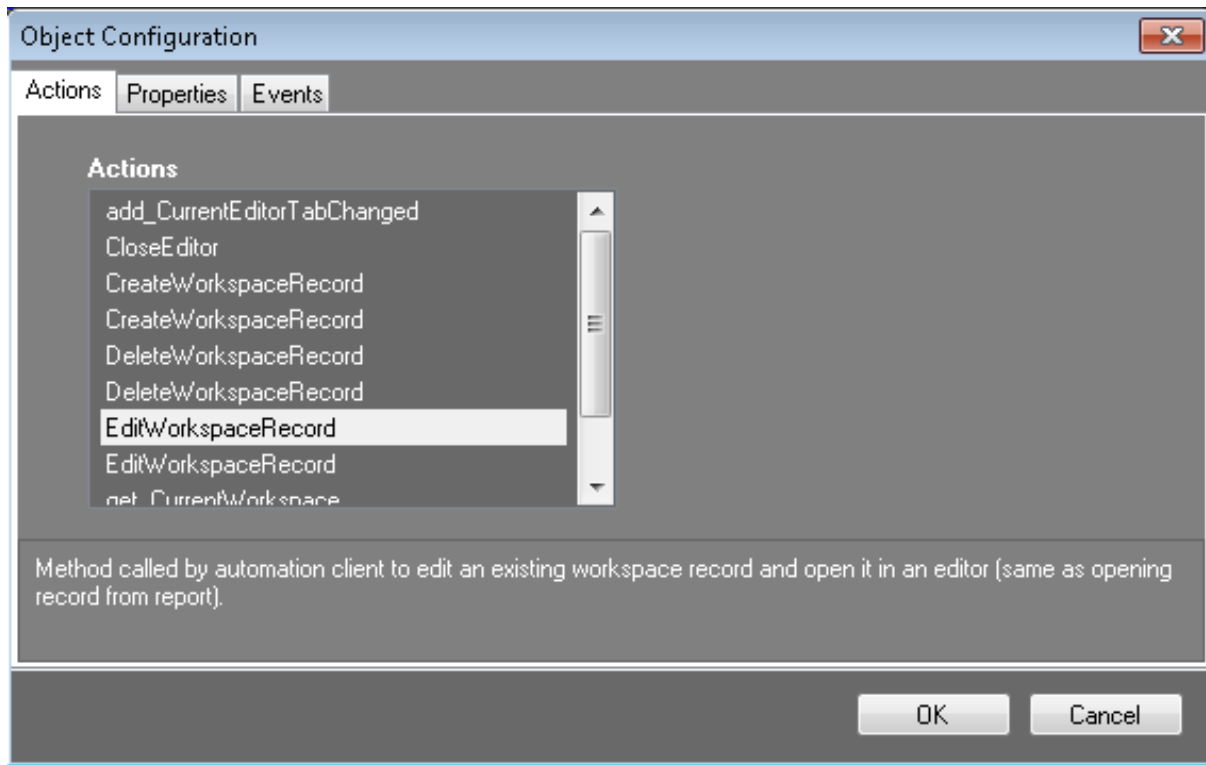 Object Configuration
Actions Properties Events
Actions
add_CurrentEditorTabChanged
CloseEditor
CreateWorkspaceRecord
CreateWorkspaceRecord
DeleteWorkspaceRecord
DeleteWorkspaceRecord
EditWorkspaceRecord
EditWorkspaceRecord
get_CurrentWorkspace
Method called by automation client to edit an existing workspace record and open it in an editor (same as opening
record from report).
OK Cancel